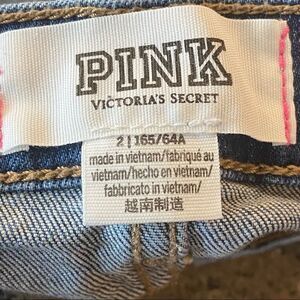 PINK
VICTORIA'S SECRET
2 | 165/64A
made in vietnam/fabriqué au
vietnam/hecho en vietnam/
fabbricato in vietnam/
越南制造